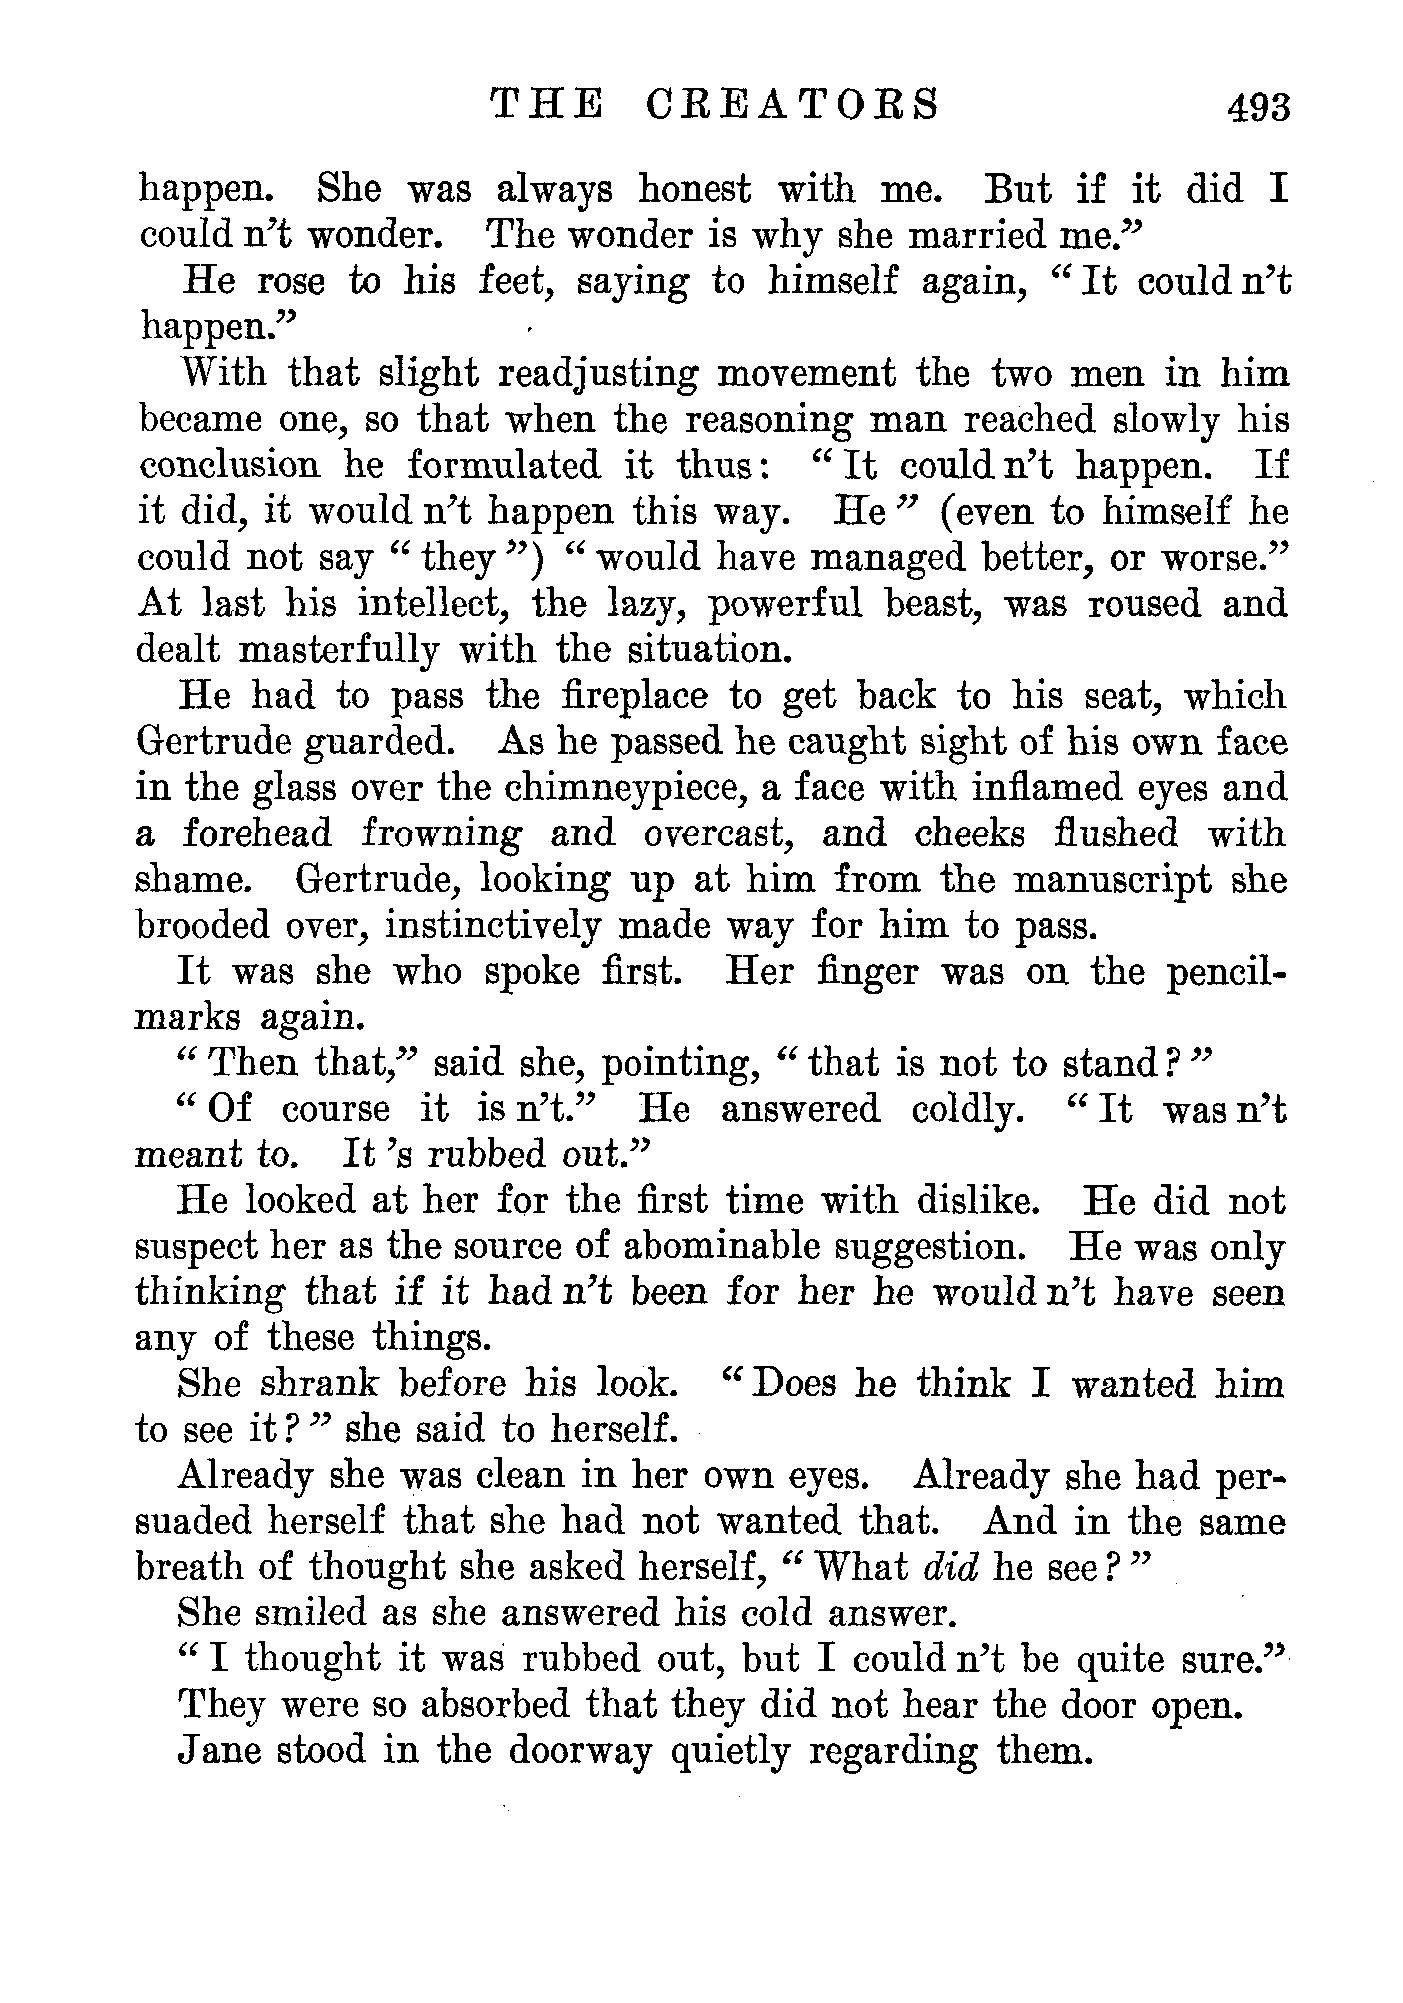 THE CREATORS 493
happen. She was always honest with me. But if it did I
could n't wonder. The wonder is why she married me."
He rose to his feet, saying to himself again, "It could n't
happen."
With that slight readjusting movement the two men in him
became one, so that when the reasoning man reached slowly his
conclusion he formulated it thus: "It could n't happen. If
it did, it would n't happen this way. He" (even to himself he
could not say "they") "would have managed better, or worse."
At last his intellect, the lazy, powerful beast, was roused and
dealt masterfully with the situation.
He had to pass the fireplace to get back to his seat, which
Gertrude guarded. As he passed he caught sight of his own face
in the glass over the chimneypiece, a face with inflamed eyes and
a forehead frowning and overcast, and cheeks flushed with
shame. Gertrude, looking up at him from the manuscript she
brooded over, instinctively made way for him to pass.
It was she who spoke first. Her finger was on the pencil-
marks again.
"Then that," said she, pointing, "that is not to stand?"
"Of course it is n't." He answered coldly. "It was n't
meant to. It 's rubbed out."
He looked at her for the first time with dislike. He did not
suspect her as the source of abominable suggestion. He was only
thinking that if it had n't been for her he would n't have seen
any of these things.
She shrank before his look. "Does he think I wanted him
to see it?" she said to herself.
Already she was clean in her own eyes. Already she had per-
suaded herself that she had not wanted that. And in the same
breath of thought she asked herself, "What did he see?"
She smiled as she answered his cold answer.
"I thought it was rubbed out, but I could n't be quite sure."
They were so absorbed that they did not hear the door open.
Jane stood in the doorway quietly regarding them.